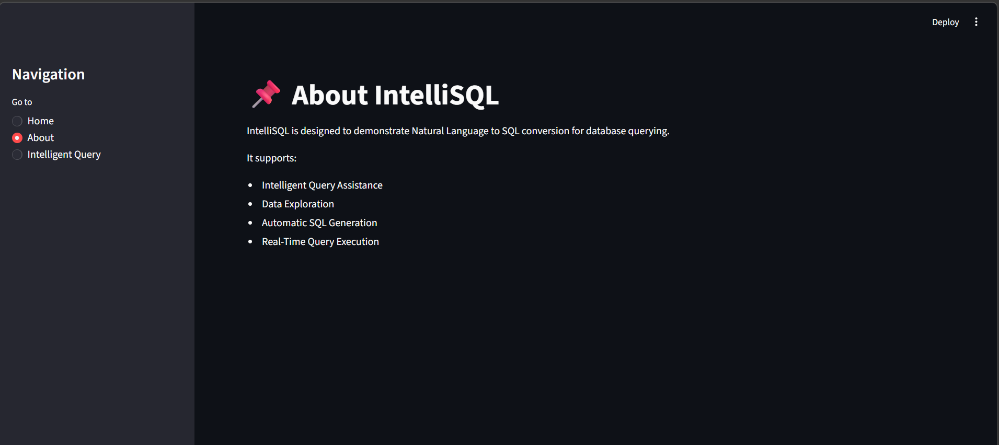 Deploy
Navigation
Go to
Home
About
Intelligent Query
About IntelliSQL
IntelliSQL is designed to demonstrate Natural Language to SQL conversion for database querying.
It supports:
Intelligent Query Assistance
Data Exploration
Automatic SQL Generation
Real-Time Query Execution